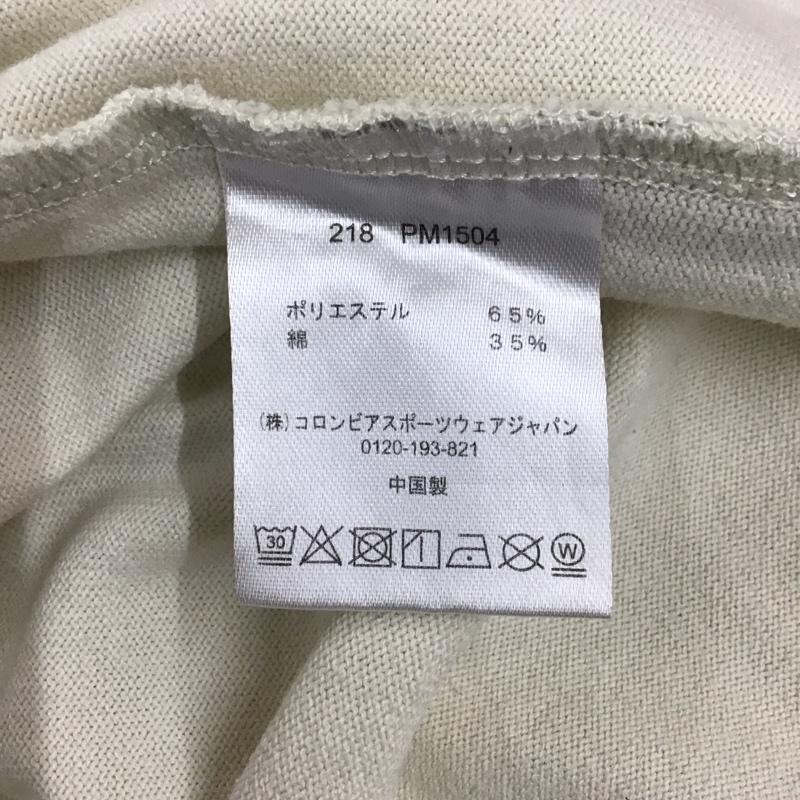 218 PM1504
ポリエステル 65%
綿 35%
(株)コロンビアスポーツウェアジャパン
0120-193-821
中国製
30 W